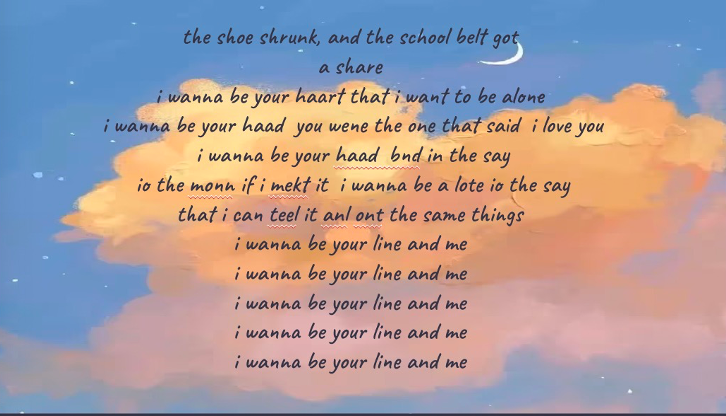 the shoe shrunk, and the school belt got
a share
i wanna be your haart that i want to be alone
i wanna be your haad you wene the one that said i love you
i wanna be your haad bnd in the say
io the monn if i mekt it i wanna be a lote io the say
that i can teel it anl ont the same things
i wanna be your line and me
i wanna be your line and me
i wanna be your line and me
i wanna be your line and me
i wanna be your line and me